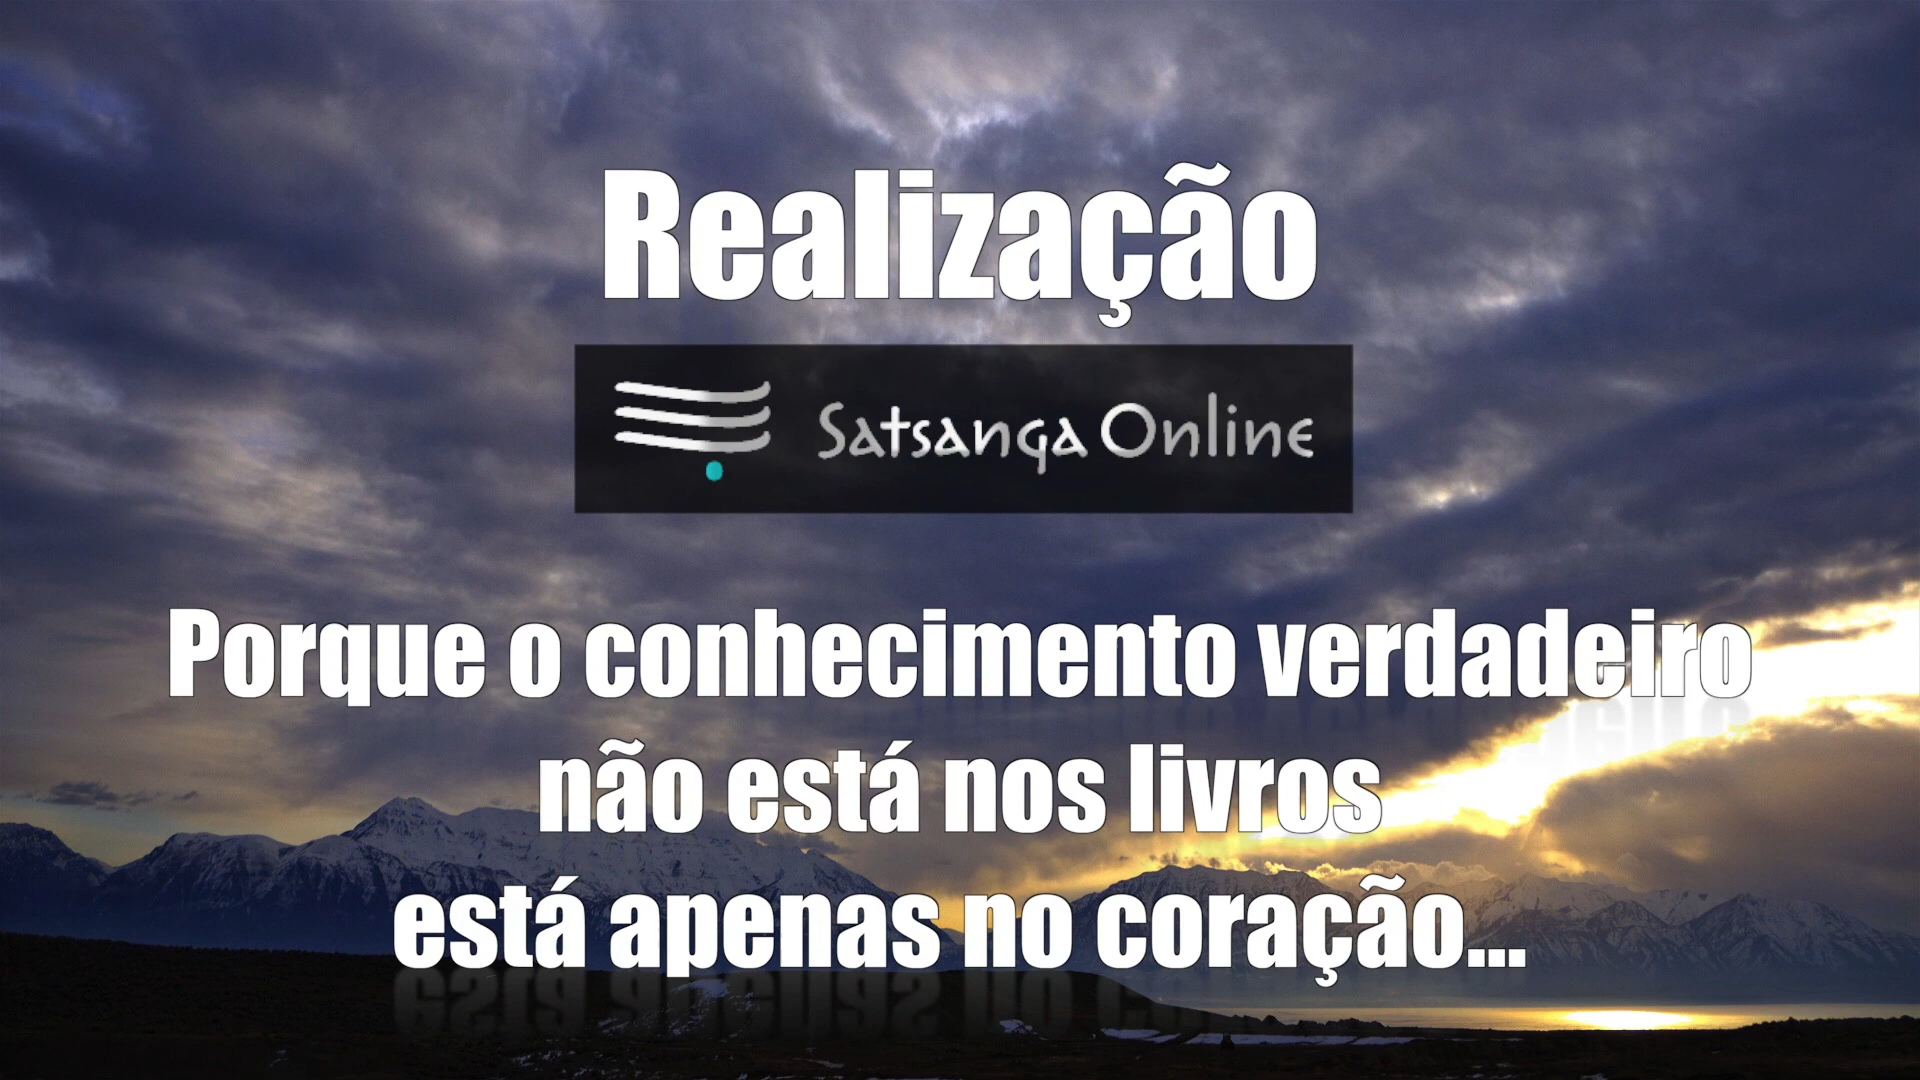 Realização
Satsanga Online
Porque o conhecimento verdadeiro
não está nos livros
está apenas no coração...